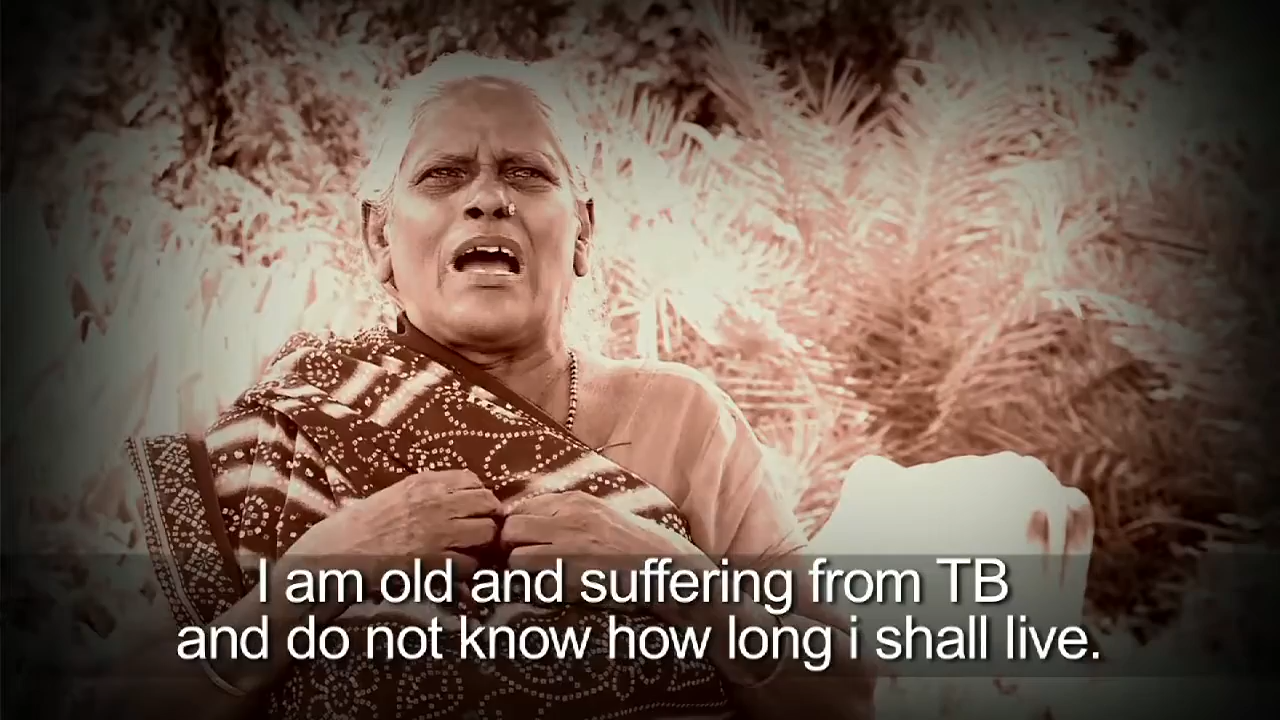 I am old and suffering from TB
and do not know how long i shall live.